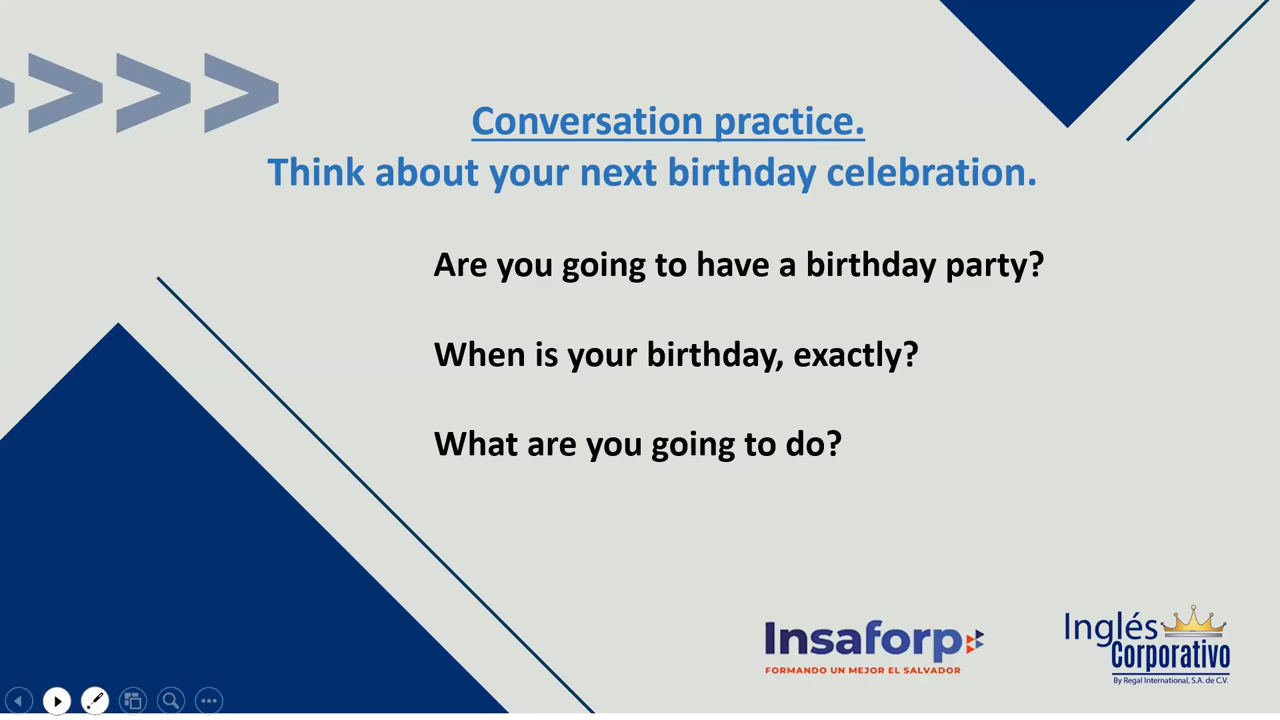 Conversation practice.
Think about your next birthday celebration.
Are you going to have a birthday party?
When is your birthday, exactly?
What are you going to do?
Insaforp
FORMANDO UN MEJOR EL SALVADOR
Inglés
Corporativo
By Regal International, S.A. de C.V.